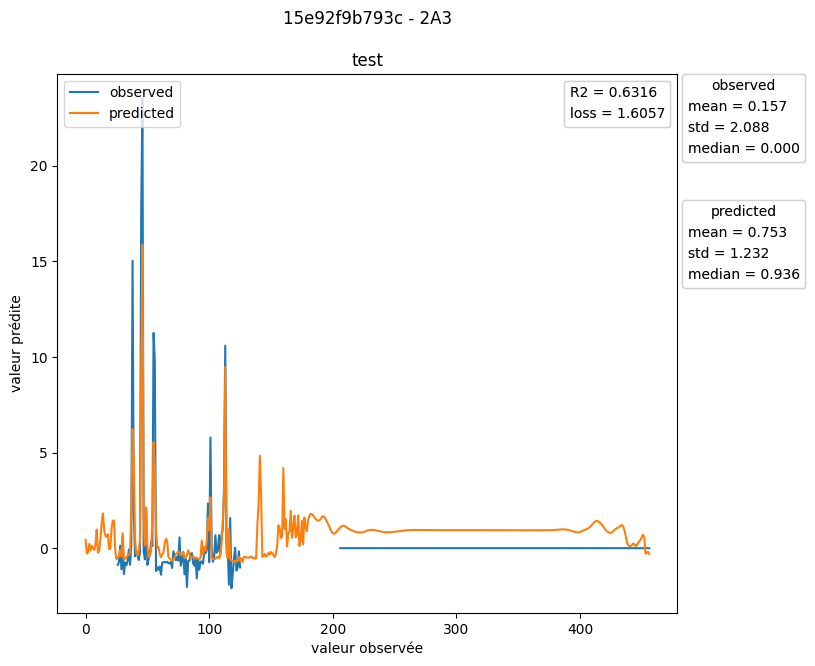 15e92f9b793c - 2A3
test
observed
predicted
R2 = 0.6316
loss = 1.6057
observed
mean = 0.157
std = 2.088
median = 0.000
predicted
mean = 0.753
std = 1.232
median = 0.936
valeur prédite
20
15
10
5
0
0
100
200
300
400
valeur observée